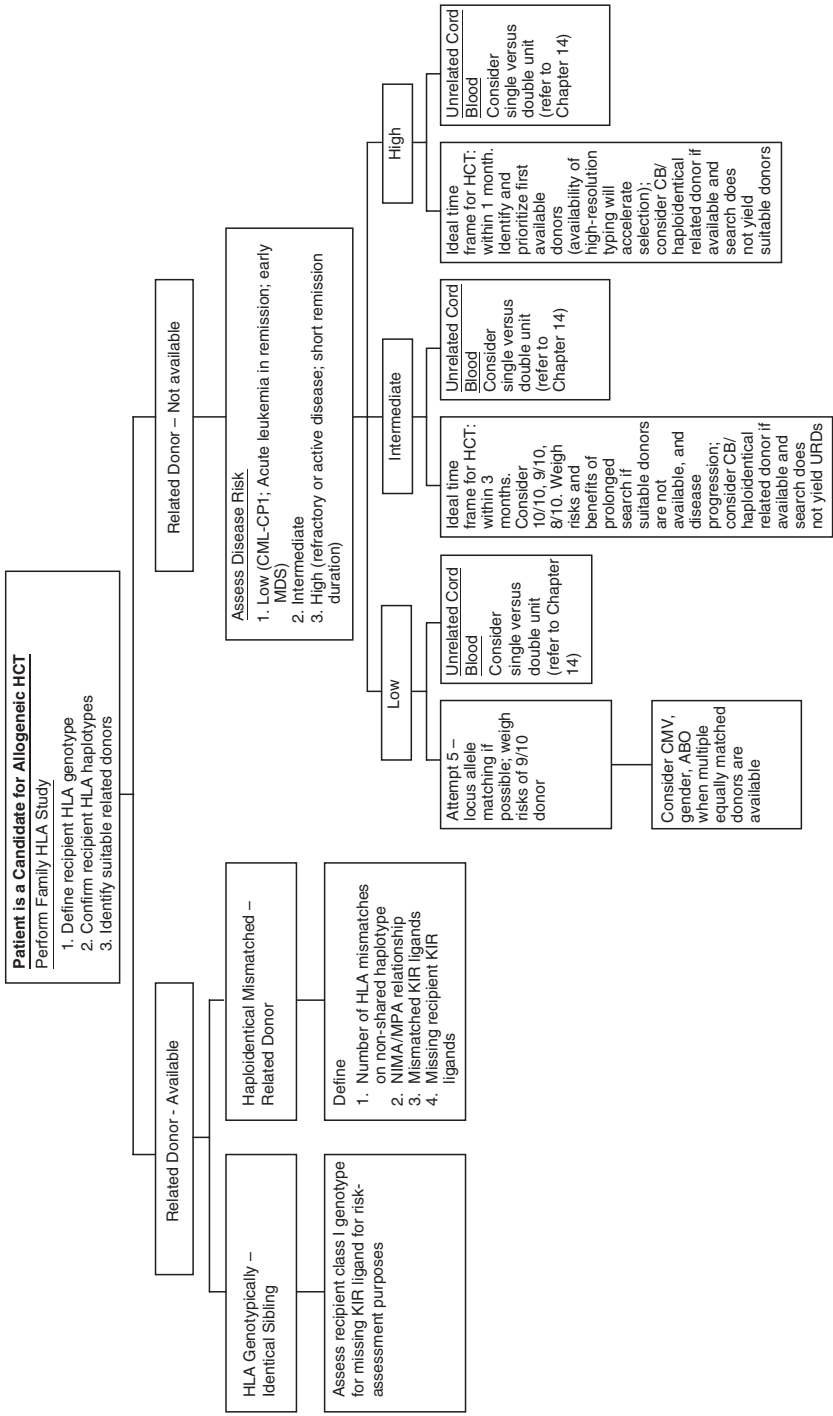 Patient is a Candidate for Allogeneic HCT
Perform Family HLA Study
1. Define recipient HLA genotype
2. Confirm recipient HLA haplotypes
3. Identify suitable related donors
Related Donor - Available
Related Donor – Not available
HLA Genotypically –
Identical Sibling
Haploidentical Mismatched –
Related Donor
Assess recipient class I genotype
for missing KIR ligand for risk-
assessment purposes
Define
1. Number of HLA mismatches
on non-shared haplotype
2. NIMA/MPA relationship
3. Mismatched KIR ligands
4. Missing recipient KIR
ligands
Assess Disease Risk
1. Low (CML-CP1; Acute leukemia in remission; early
MDS)
2. Intermediate
3. High (refractory or active disease; short remission
duration)
Low
Intermediate
High
Attempt 5 –
locus allele
matching if
possible; weigh
risks of 9/10
donor
Unrelated Cord
Blood
Consider
single versus
double unit
(refer to Chapter
14)
Consider CMV,
gender, ABO
when multiple
equally matched
donors are
available
Ideal time
frame for HCT:
within 3
months.
Consider
10/10, 9/10,
8/10. Weigh
risks and
benefits of
prolonged
search if
suitable donors
are not
available, and
disease
progression;
consider CB/
haploidentical
related donor if
available and
search does
not yield URDs
Unrelated Cord
Blood
Consider
single versus
double unit
(refer to
Chapter 14)
Ideal time
frame for HCT:
within 1 month.
Identify and
prioritize first
available
donors
(availability of
high-resolution
typing will
accelerate
selection);
consider CB/
haploidentical
related donor if
available and
search does
not yield
suitable donors
Unrelated Cord
Blood
Consider
single versus
double unit
(refer to
Chapter 14)